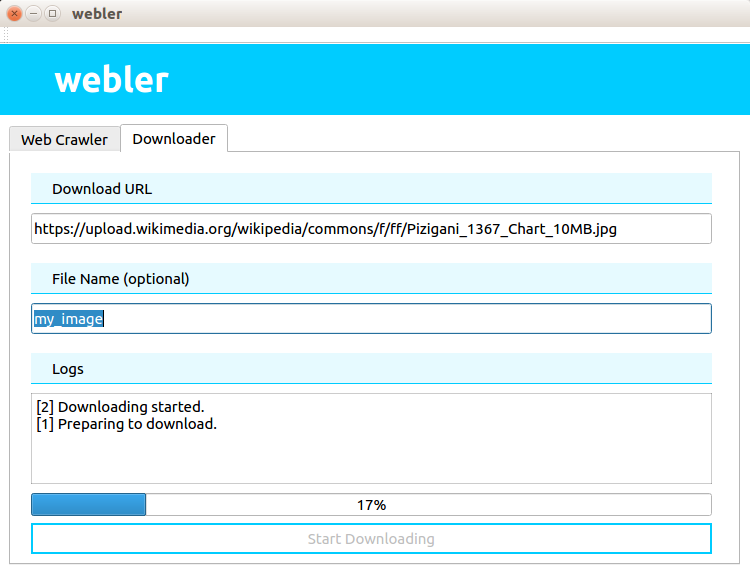 webler
webler
Web Crawler
Downloader
Download URL
https://upload.wikimedia.org/wikipedia/commons/f/ff/Pizigani_1367_Chart_10MB.jpg
File Name (optional)
my_image
Logs
[2] Downloading started.
[1] Preparing to download.
17%
Start Downloading